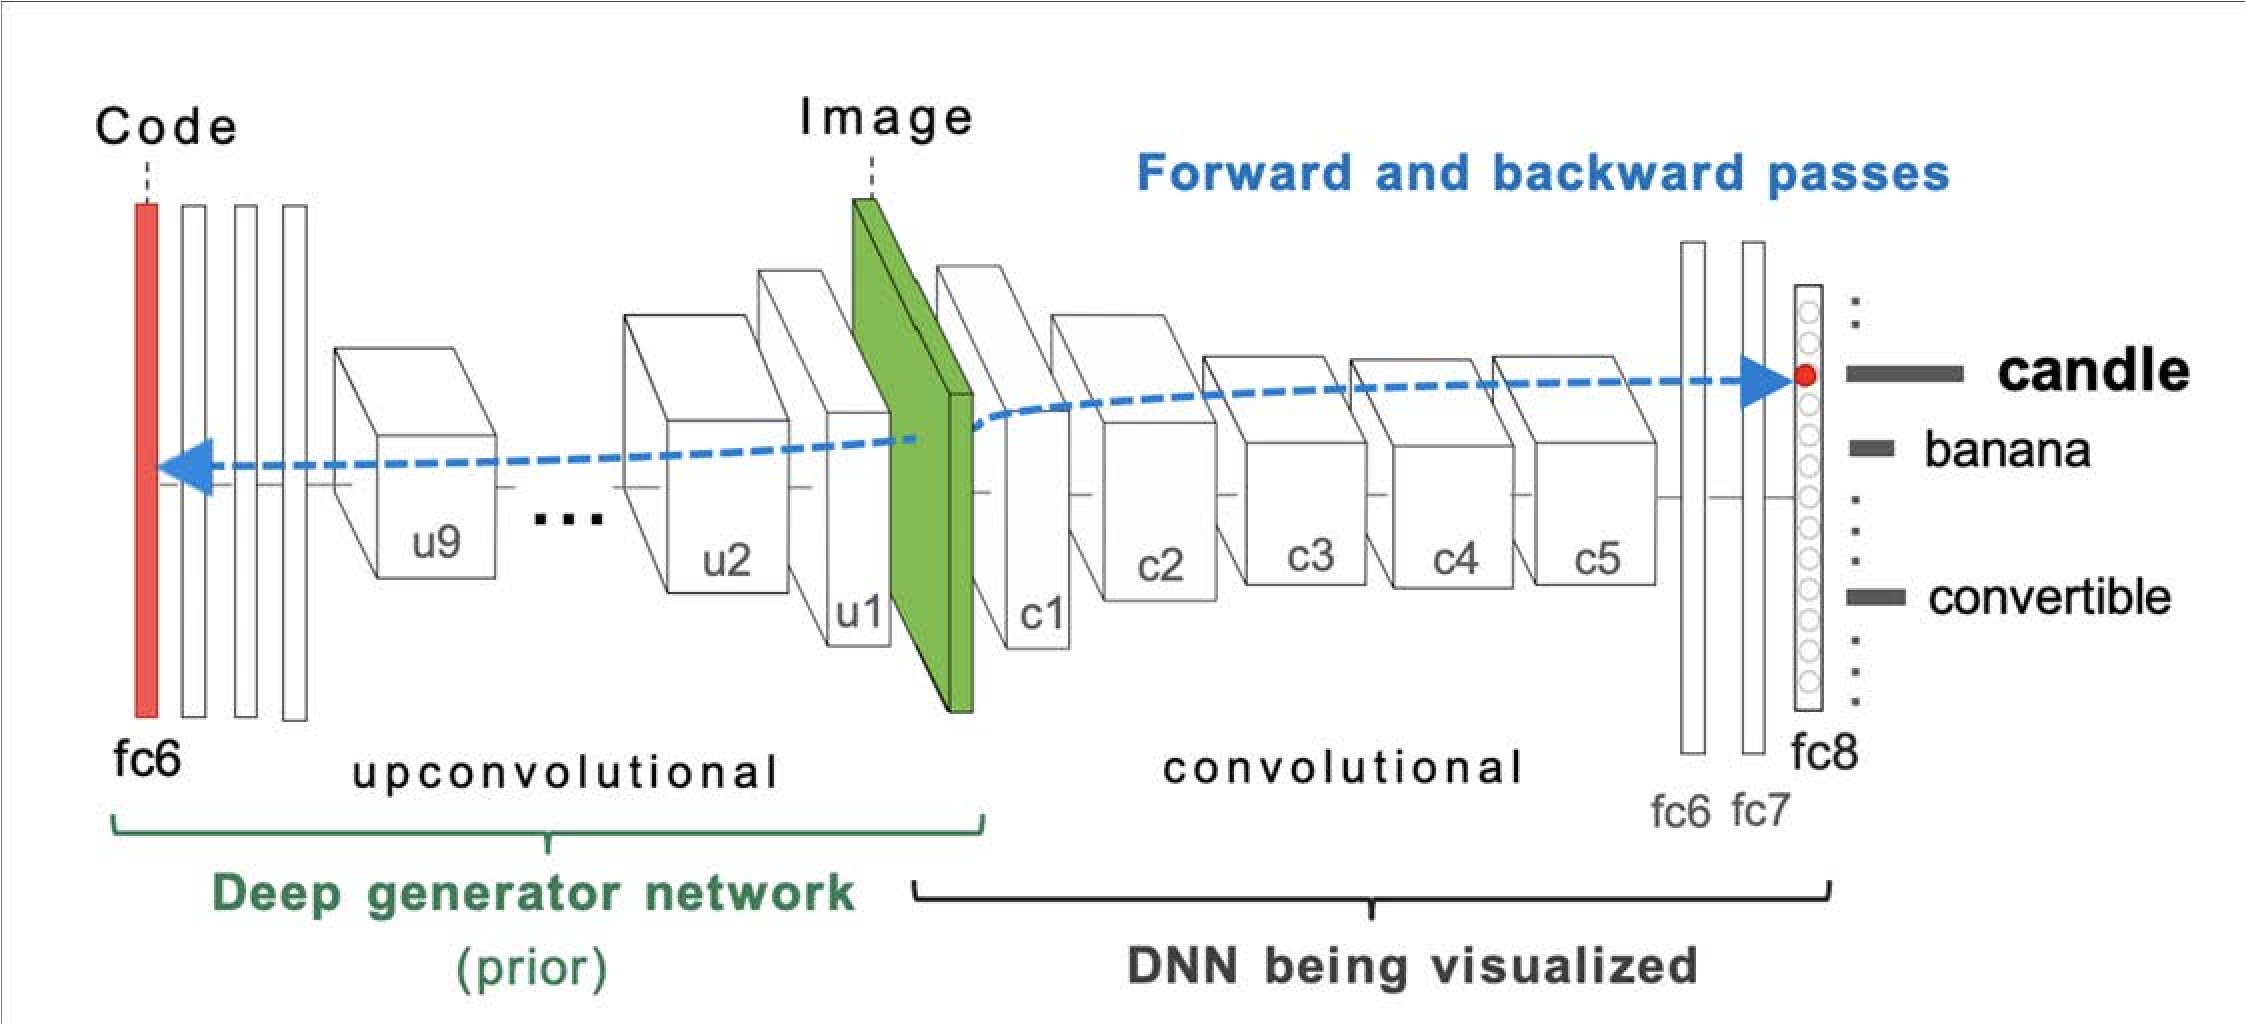 Code
Image
Forward and backward passes
candle
banana
convertible
u9
...
u2
u1
c1
c2
c3
c4
c5
fc6
upconvolutional
convolutional
fc6
fc7
fc8
Deep generator network
(prior)
DNN being visualized